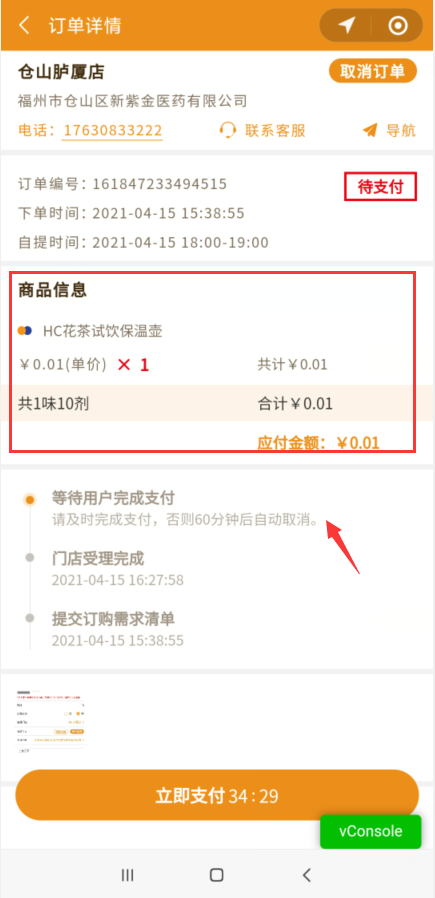 订单详情
仓山胪厦店
取消订单
福州市仓山区新紫金医药有限公司
电话：17630833222 联系客服 导航
订单编号：161847233494515
待支付
下单时间：2021-04-15 15:38:55
自提时间：2021-04-15 18:00-19:00
商品信息
HC花茶试饮保温壶
￥0.01(单价) × 1 共计￥0.01
共1味10剂 合计￥0.01
应付金额：￥0.01
等待用户完成支付
请及时完成支付，否则60分钟后自动取消。
门店受理完成
2021-04-15 16:27:58
提交订购需求清单
2021-04-15 15:38:55
立即支付 34：29
vConsole